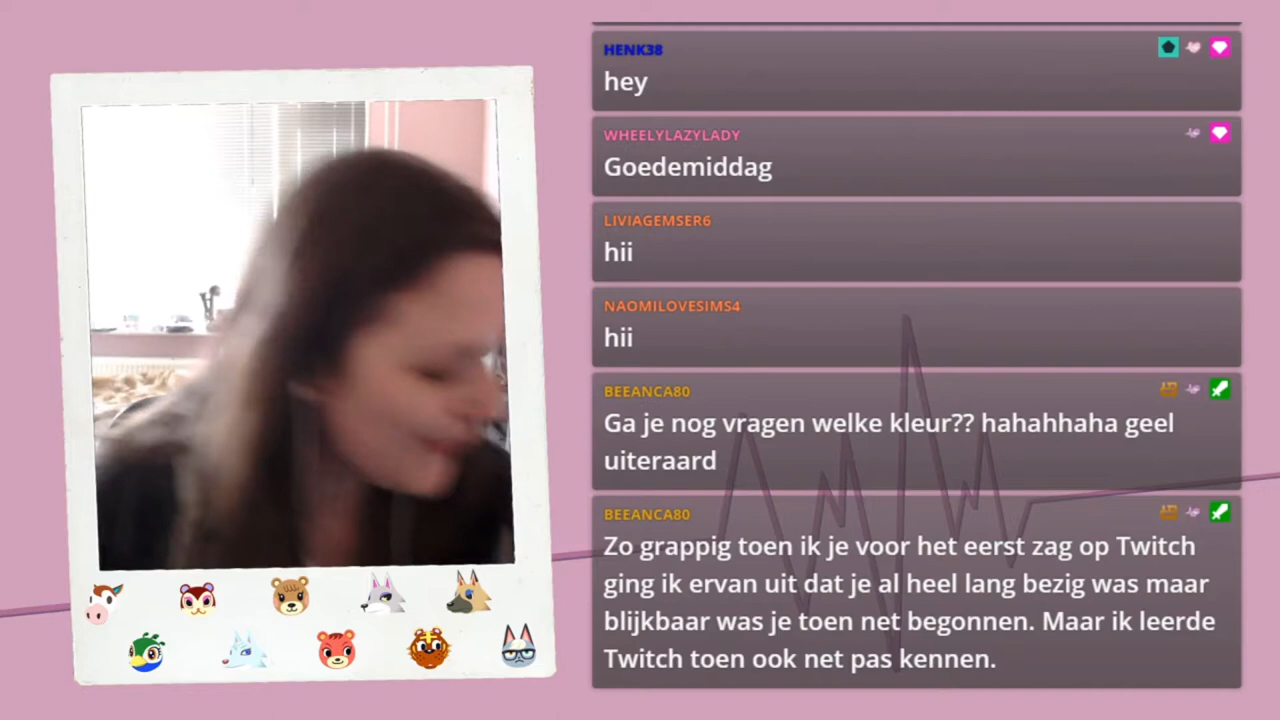 HENK38
hey
WHEELYLAZYLADY
Goedemiddag
LIVIAGEMSER6
hii
NAOMILOVESIMS4
hii
BEEANCA80
Ga je nog vragen welke kleur?? hahahhaha geel
uiteraard
BEEANCA80
Zo grappig toen ik je voor het eerst zag op Twitch
ging ik ervan uit dat je al heel lang bezig was maar
blijkbaar was je toen net begonnen. Maar ik leerde
Twitch toen ook net pas kennen.